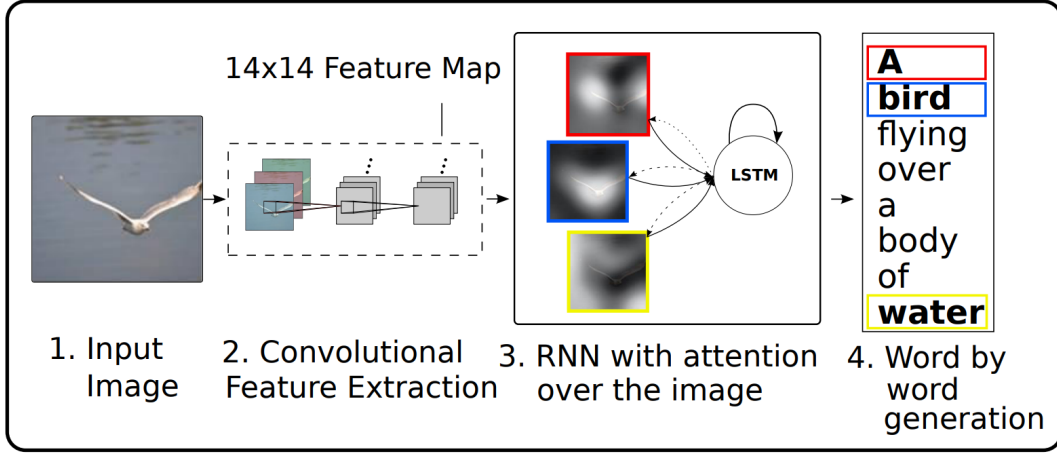 14x14 Feature Map
LSTM
A
bird
flying
over
a
body
of
water
1. Input
Image
2. Convolutional
Feature Extraction
3. RNN with attention
over the image
4. Word by
word
generation